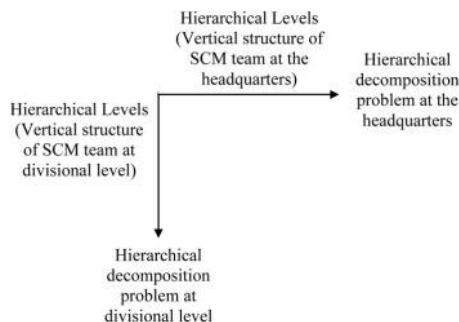 Hierarchical Levels
(Vertical structure of
SCM team at the
headquarters)
Hierarchical
decomposition
problem at the
headquarters
Hierarchical Levels
(Vertical structure
of SCM team at
divisional level)
Hierarchical
decomposition
problem at
divisional level